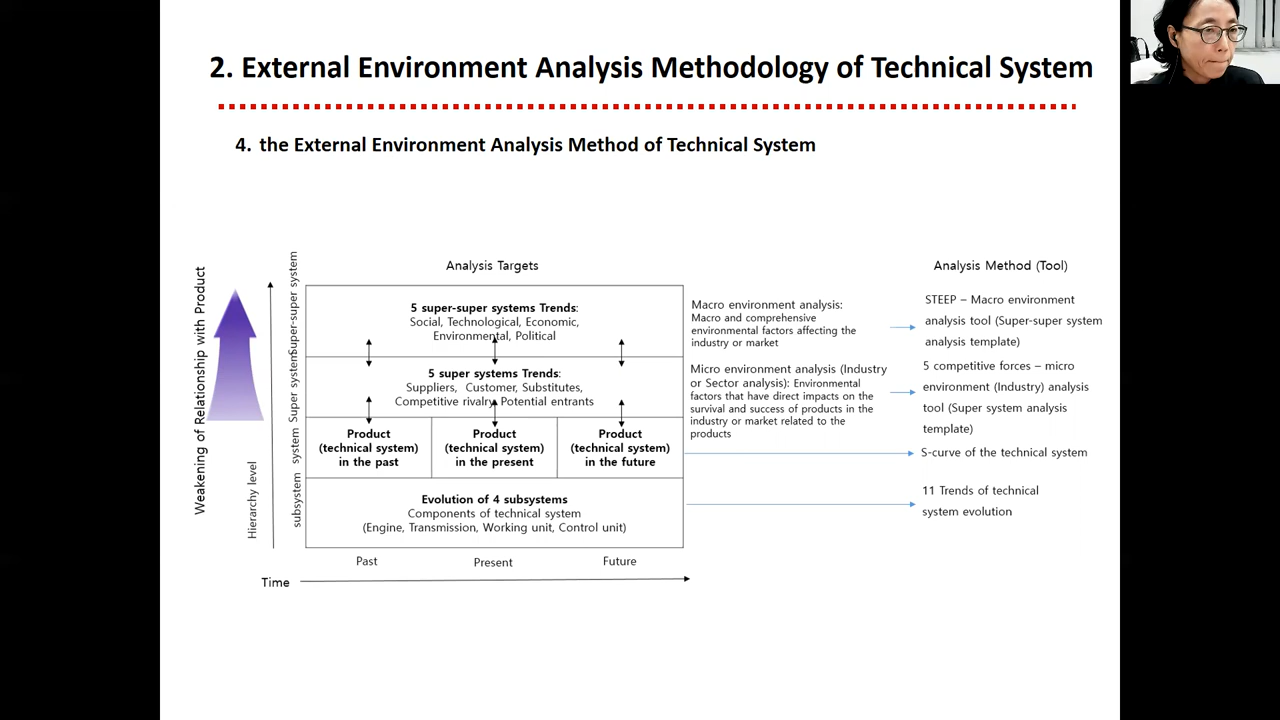 2. External Environment Analysis Methodology of Technical System
4. the External Environment Analysis Method of Technical System
Analysis Targets
Analysis Method (Tool)
Weakening of Relationship with Product
Hierarchy level
Super-super system
Super system
system
subsystem
5 super-super systems Trends:
Social, Technological, Economic,
Environmental, Political
Macro environment analysis:
Macro and comprehensive
environmental factors affecting the
industry or market
STEEP – Macro environment
analysis tool (Super-super system
analysis template)
5 super systems Trends:
Suppliers, Customer, Substitutes,
Competitive rivalry, Potential entrants
Micro environment analysis (Industry
or Sector analysis): Environmental
factors that have direct impacts on the
survival and success of products in the
industry or market related to the
products
5 competitive forces – micro
environment (Industry) analysis
tool (Super system analysis
template)
Product
(technical system)
in the past
Product
(technical system)
in the present
Product
(technical system)
in the future
S-curve of the technical system
Evolution of 4 subsystems
Components of technical system
(Engine, Transmission, Working unit, Control unit)
11 Trends of technical
system evolution
Past
Present
Future
Time